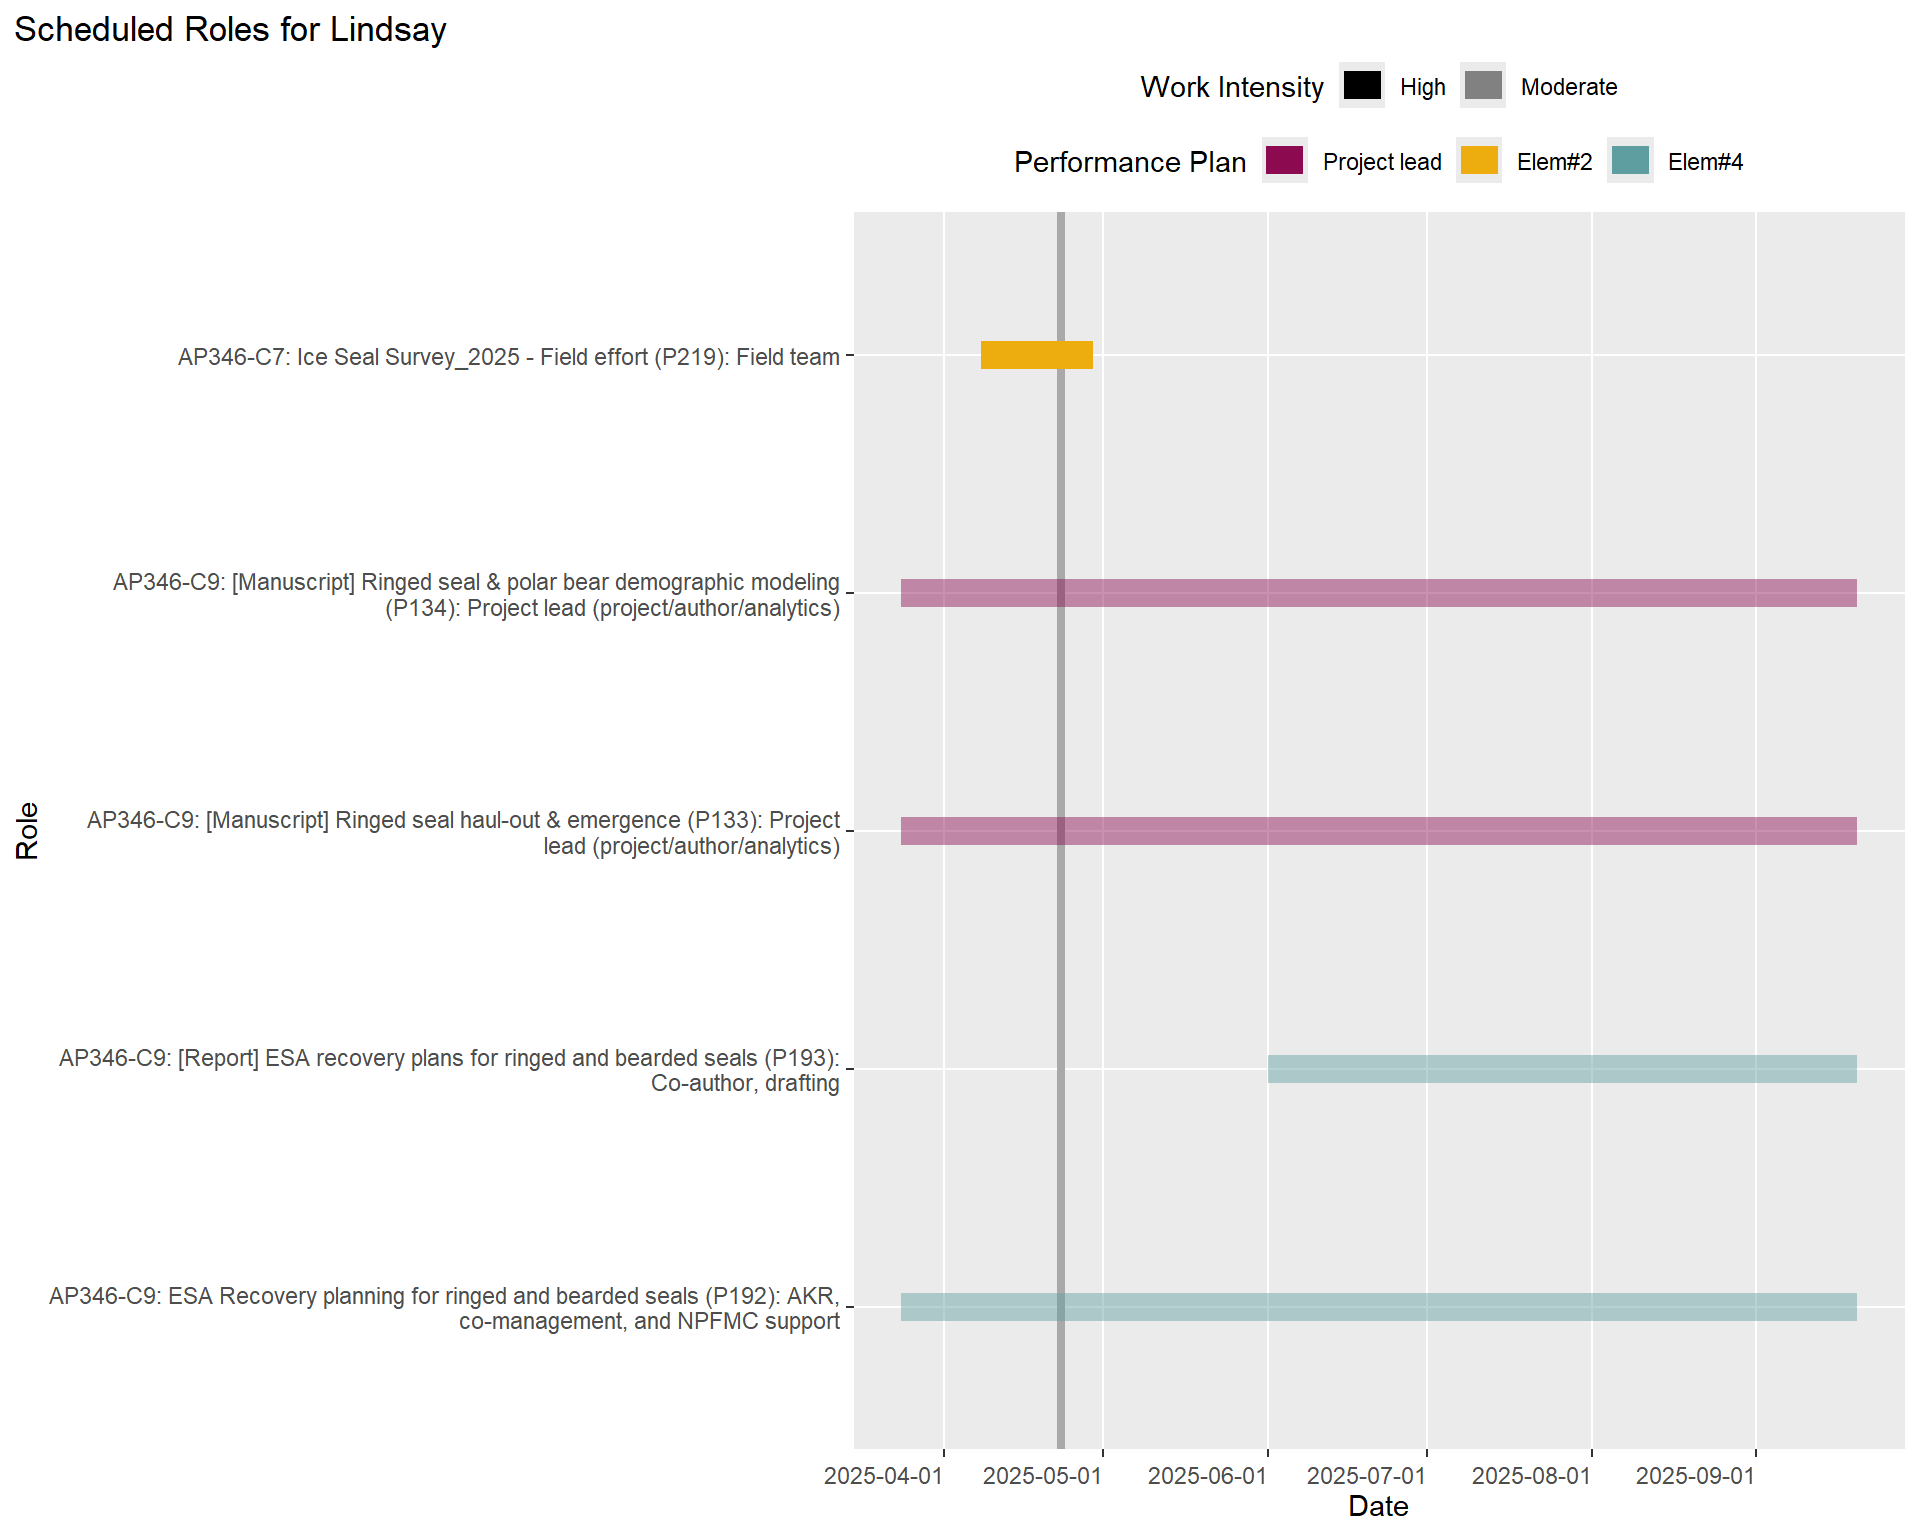 Scheduled Roles for Lindsay
Work Intensity High Moderate
Performance Plan Project lead Elem#2 Elem#4
AP346-C7: Ice Seal Survey_2025 - Field effort (P219): Field team
AP346-C9: [Manuscript] Ringed seal & polar bear demographic modeling
(P134): Project lead (project/author/analytics)
AP346-C9: [Manuscript] Ringed seal haul-out & emergence (P133): Project
lead (project/author/analytics)
AP346-C9: [Report] ESA recovery plans for ringed and bearded seals (P193):
Co-author, drafting
AP346-C9: ESA Recovery planning for ringed and bearded seals (P192): AKR,
co-management, and NPFMC support
Role
2025-04-01 2025-05-01 2025-06-01 2025-07-01 2025-08-01 2025-09-01
Date